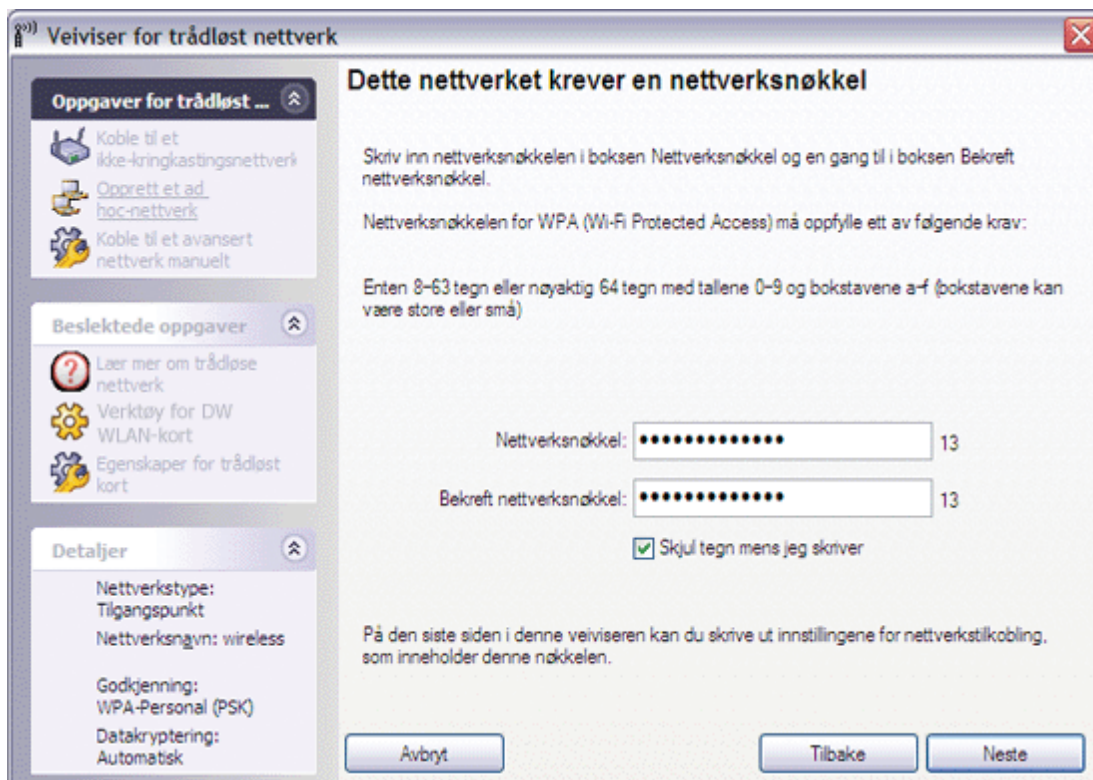 Veiviser for trådløst nettverk
Oppgaver for trådløst ...
Koble til et
ikke-kringkastingsnettverk
Opprett et ad
hoc-nettverk
Koble til et avansert
nettverk manuelt
Beslektede oppgaver
Lær mer om trådløse
nettverk
Verktøy for DW
WLAN-kort
Egenskaper for trådløst
kort
Detaljer
Nettverkstype:
Tilgangspunkt
Nettverksnavn: wireless
Godkjenning:
WPA-Personal (PSK)
Datakryptering:
Automatisk
Dette nettverket krever en nettverksnøkkel
Skriv inn nettverksnøkkelen i boksen Nettverksnøkkel og en gang til i boksen Bekreft
nettverksnøkkel.
Nettverksnøkkelen for WPA (Wi-Fi Protected Access) må oppfylle ett av følgende krav:
Enten 8-63 tegn eller nøyaktig 64 tegn med tallene 0-9 og bokstavene a-f (bokstavene kan
være store eller små)
Nettverksnøkkel: ••••••••••••• 13
Bekreft nettverksnøkkel: ••••••••••••• 13
Skjul tegn mens jeg skriver
På den siste siden i denne veiviseren kan du skrive ut innstillingene for nettverkstilkobling,
som inneholder denne nøkkelen.
Avbryt Tilbake Neste